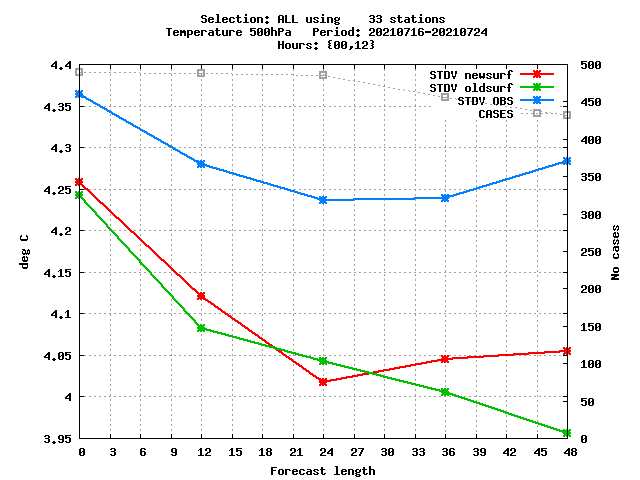 Selection: ALL using    33 stations
Temperature 500hPa   Period: 20210716-20210724
Hours: {00,12}
STDV newsurf
STDV oldsurf
STDV OBS
CASES
4.4
4.35
4.3
4.25
4.2
4.15
4.1
4.05
4
3.95
deg C
500
450
400
350
300
250
200
150
100
50
0
No cases
0 3 6 9 12 15 18 21 24 27 30 33 36 39 42 45 48
Forecast length